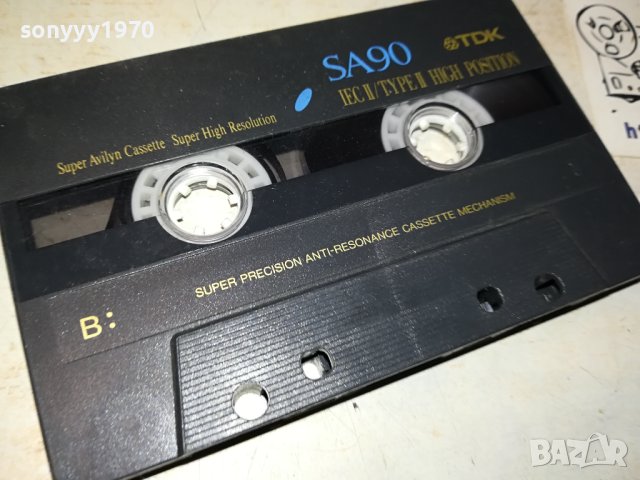 sonyyy1970
TDK
SA90
IEC II/TYPE II HIGH POSITION
Super Avilyn Cassette Super High Resolution
SUPER PRECISION ANTI-RESONANCE CASSETTE MECHANISM
B:
BAZAR